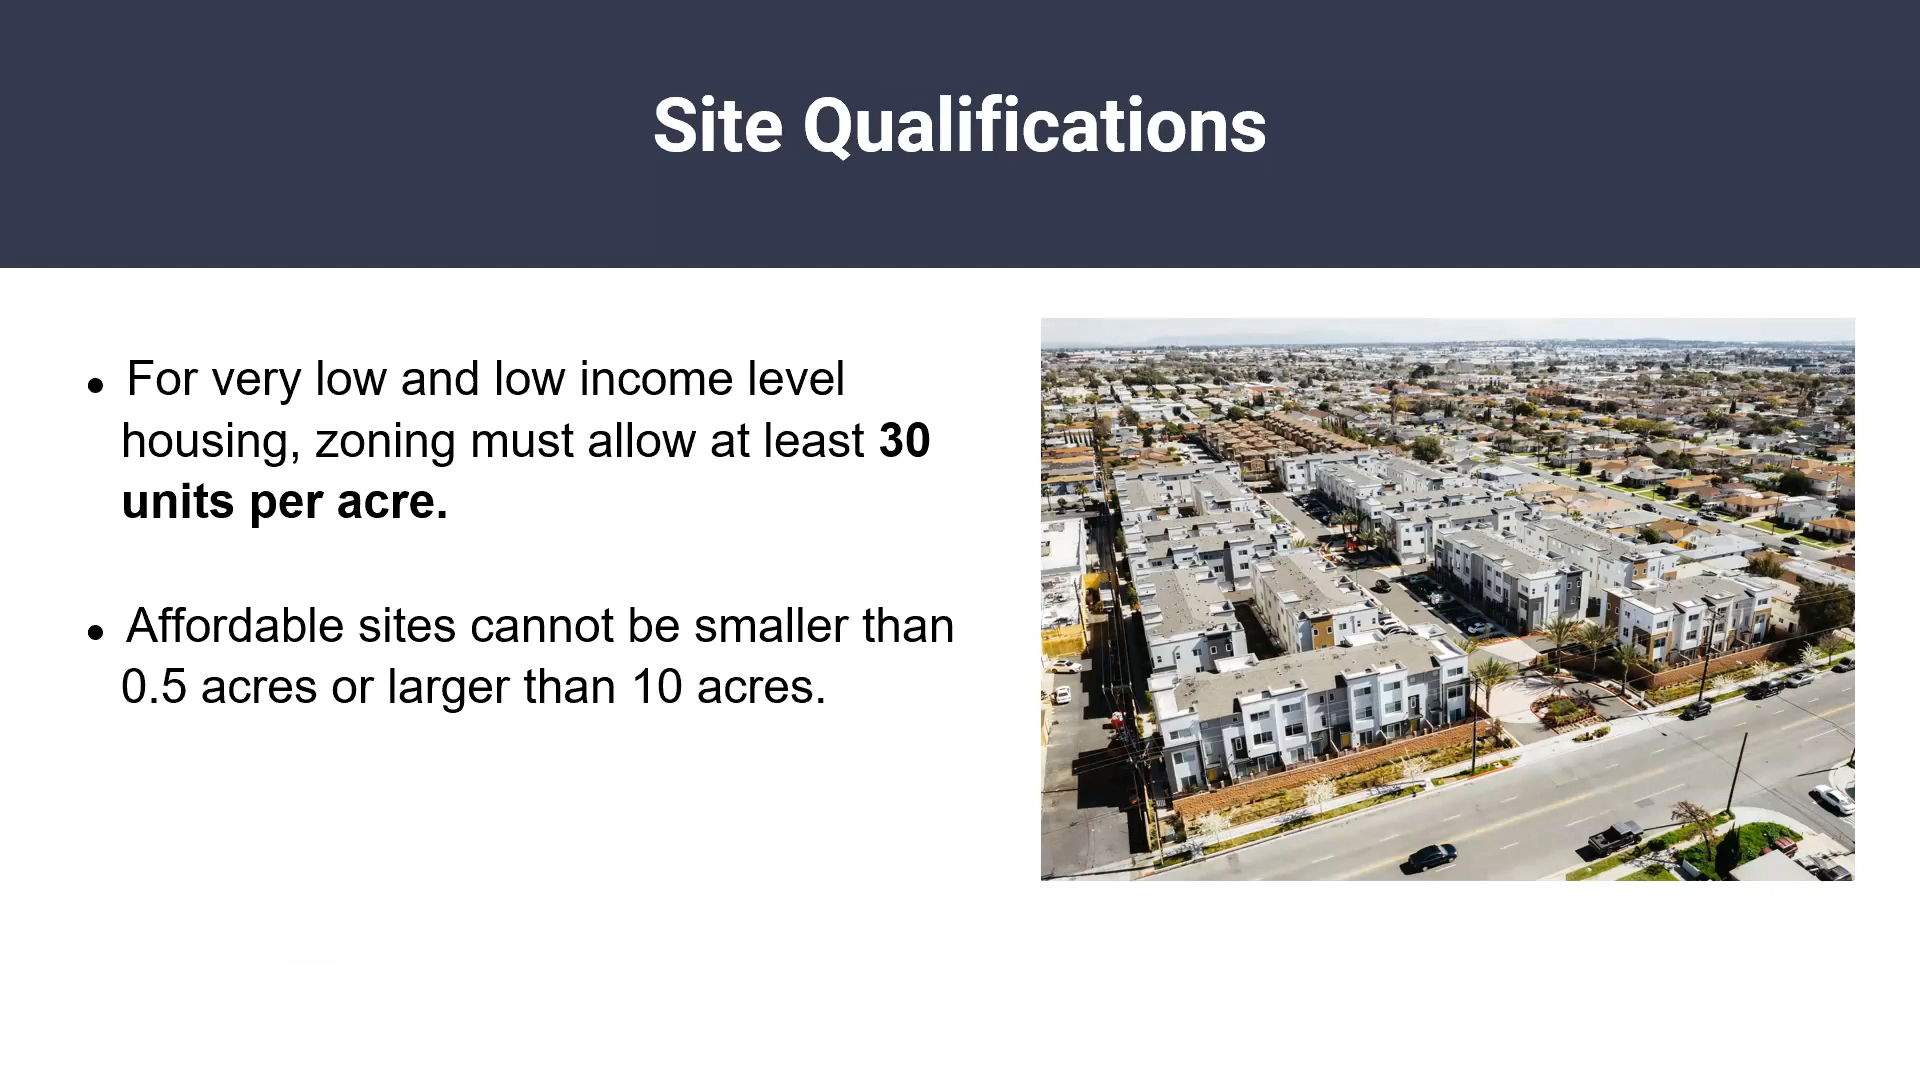 Site Qualifications
● For very low and low income level
housing, zoning must allow at least 30
units per acre.
● Affordable sites cannot be smaller than
0.5 acres or larger than 10 acres.